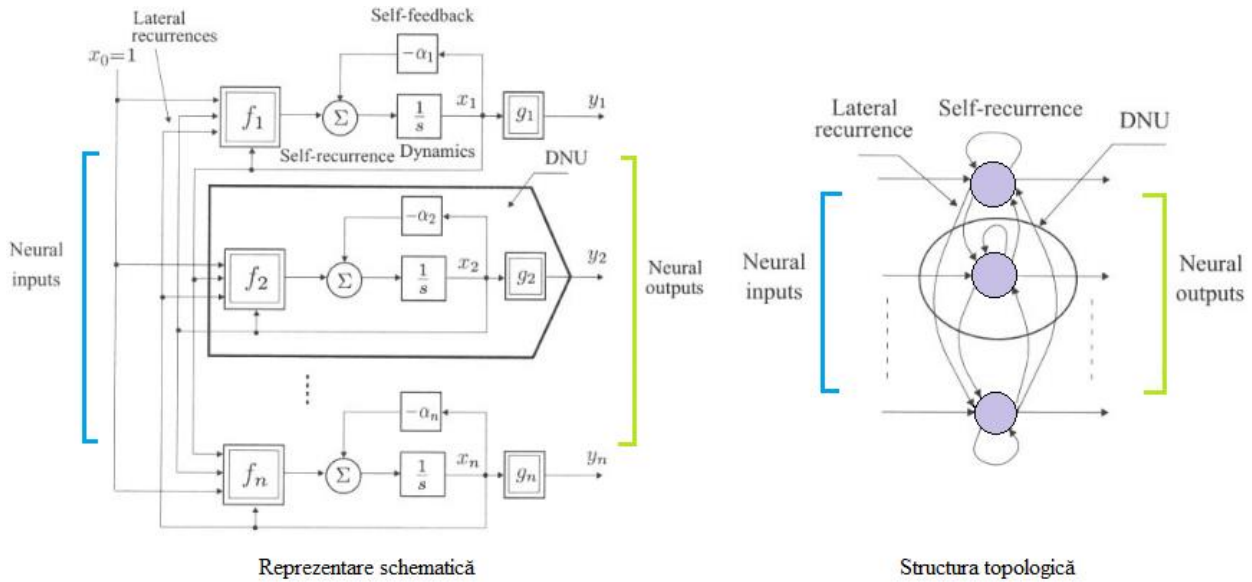 Lateral
recurrences
Self-feedback
x₀=1
−α₁
f₁
Σ
1/s
x₁
g₁
y₁
Self-recurrence
Dynamics
DNU
−α₂
Neural
inputs
f₂
Σ
1/s
x₂
g₂
y₂
Neural
outputs
−αₙ
fₙ
Σ
1/s
xₙ
gₙ
yₙ
Reprezentare schematică
Lateral
recurrence
Self-recurrence
DNU
Neural
inputs
Neural
outputs
Structura topologică